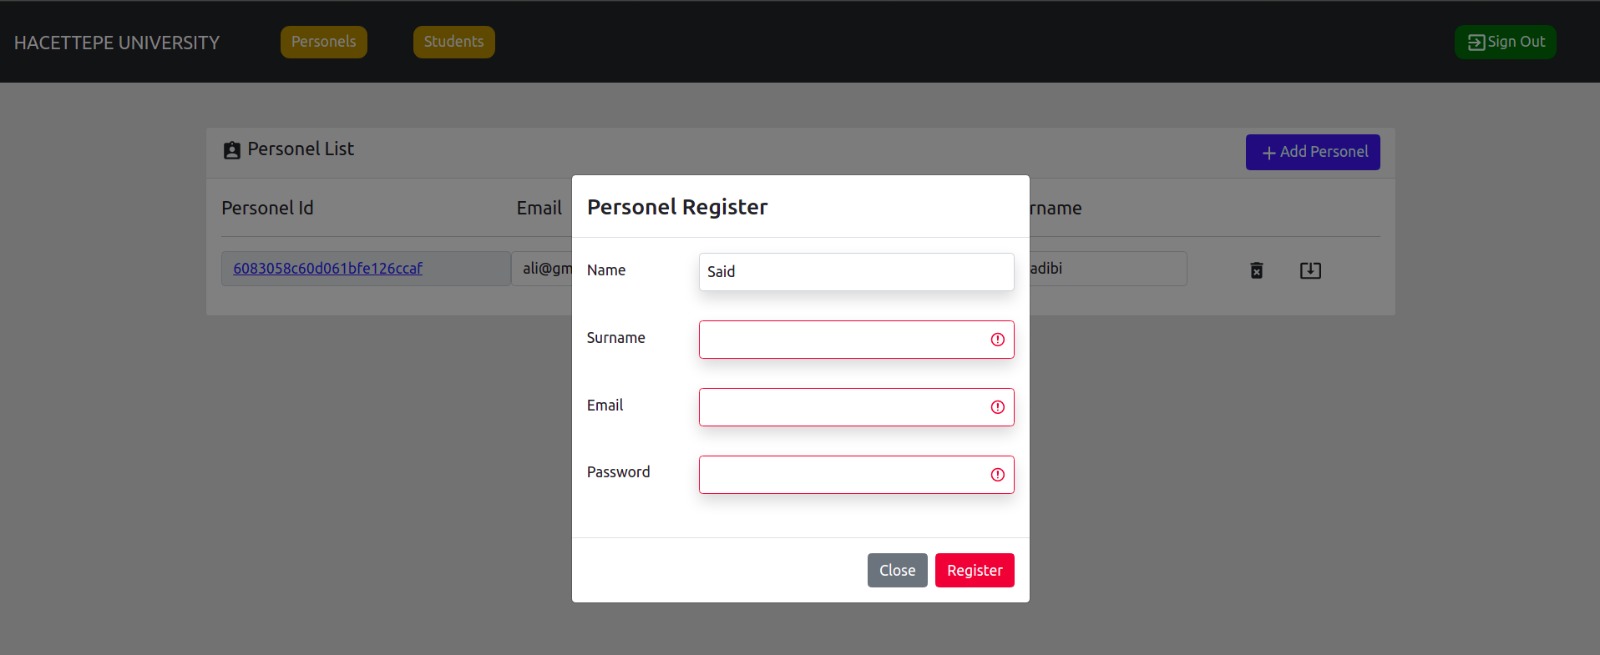 HACETTEPE UNIVERSITY Personels Students Sign Out
Personel List Add Personel
Personel Id Email rname
6083058c60d061bfe126ccaf ali@gm adibi
Personel Register
Name Said
Surname
Email
Password
Close Register